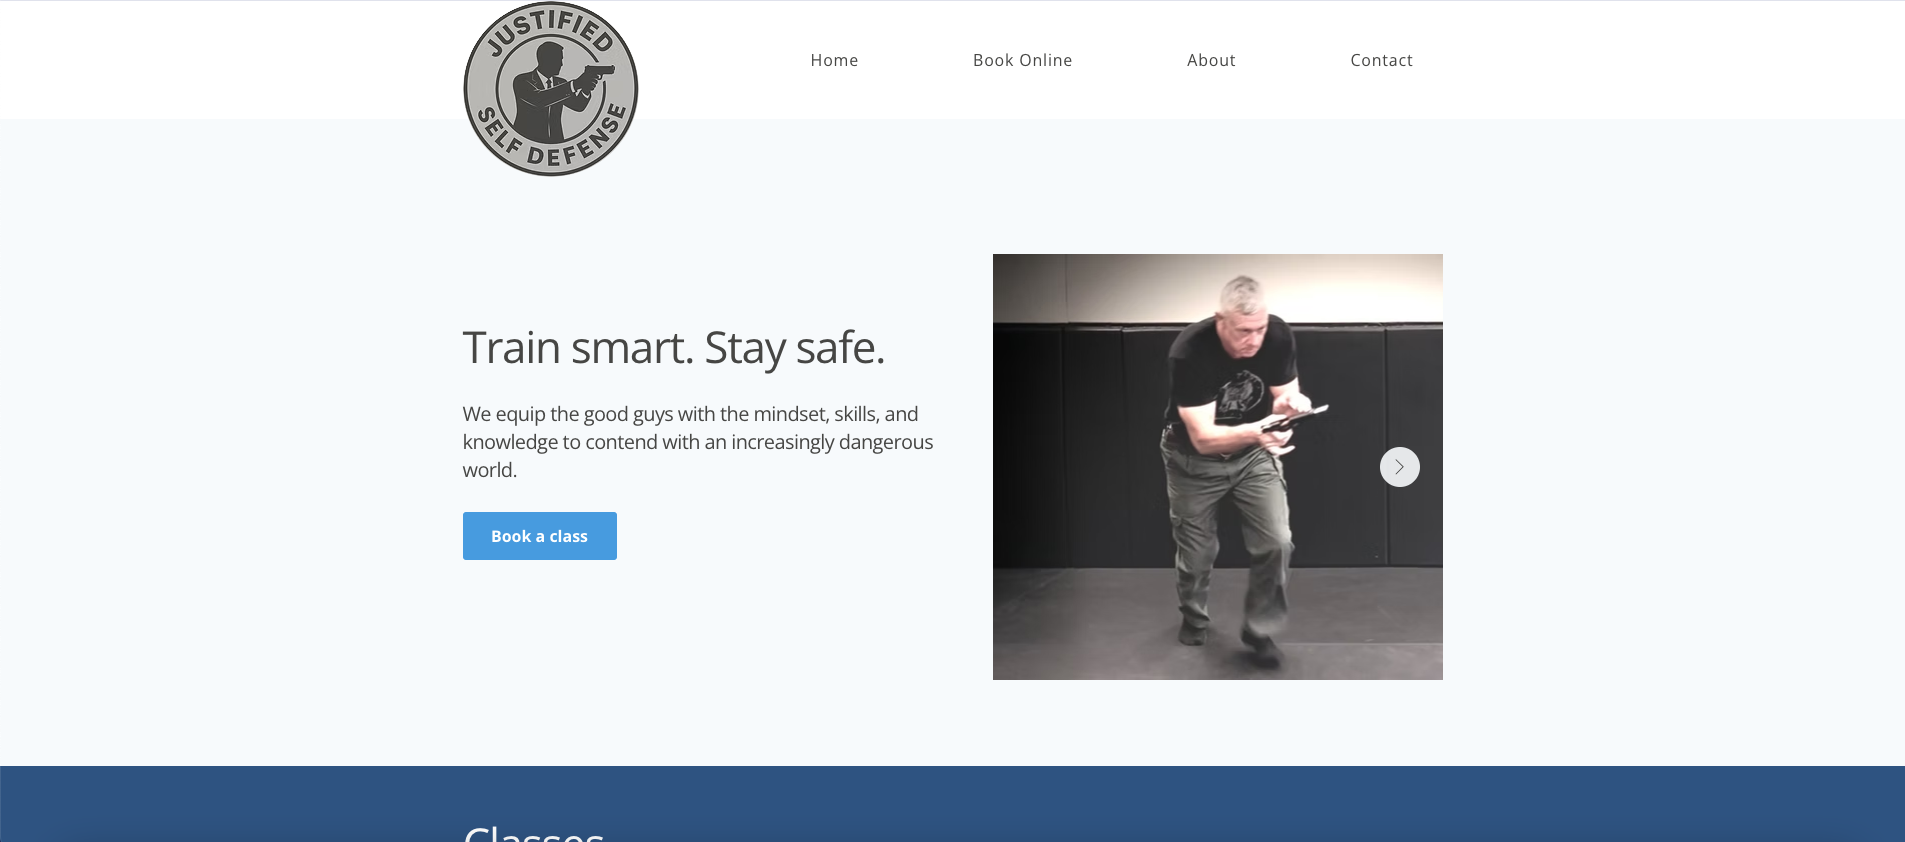 JUSTIFIED
SELF DEFENSE
Home
Book Online
About
Contact
Train smart. Stay safe.
We equip the good guys with the mindset, skills, and
knowledge to contend with an increasingly dangerous
world.
Book a class
Classes